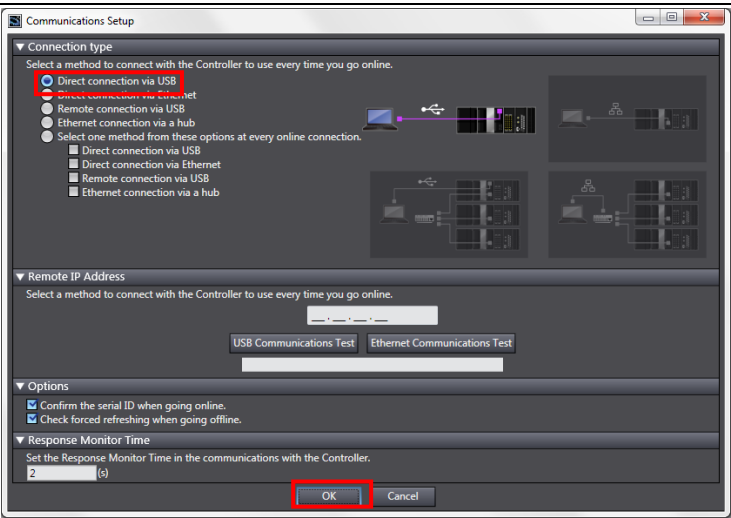 Communications Setup
▼ Connection type
Select a method to connect with the Controller to use every time you go online.
Direct connection via USB
Direct connection via Ethernet
Remote connection via USB
Ethernet connection via a hub
Select one method from these options at every online connection.
Direct connection via USB
Direct connection via Ethernet
Remote connection via USB
Ethernet connection via a hub
▼ Remote IP Address
Select a method to connect with the Controller to use every time you go online.
__.__.__.__
USB Communications Test Ethernet Communications Test
▼ Options
Confirm the serial ID when going online.
Check forced refreshing when going offline.
▼ Response Monitor Time
Set the Response Monitor Time in the communications with the Controller.
2 (s)
OK Cancel